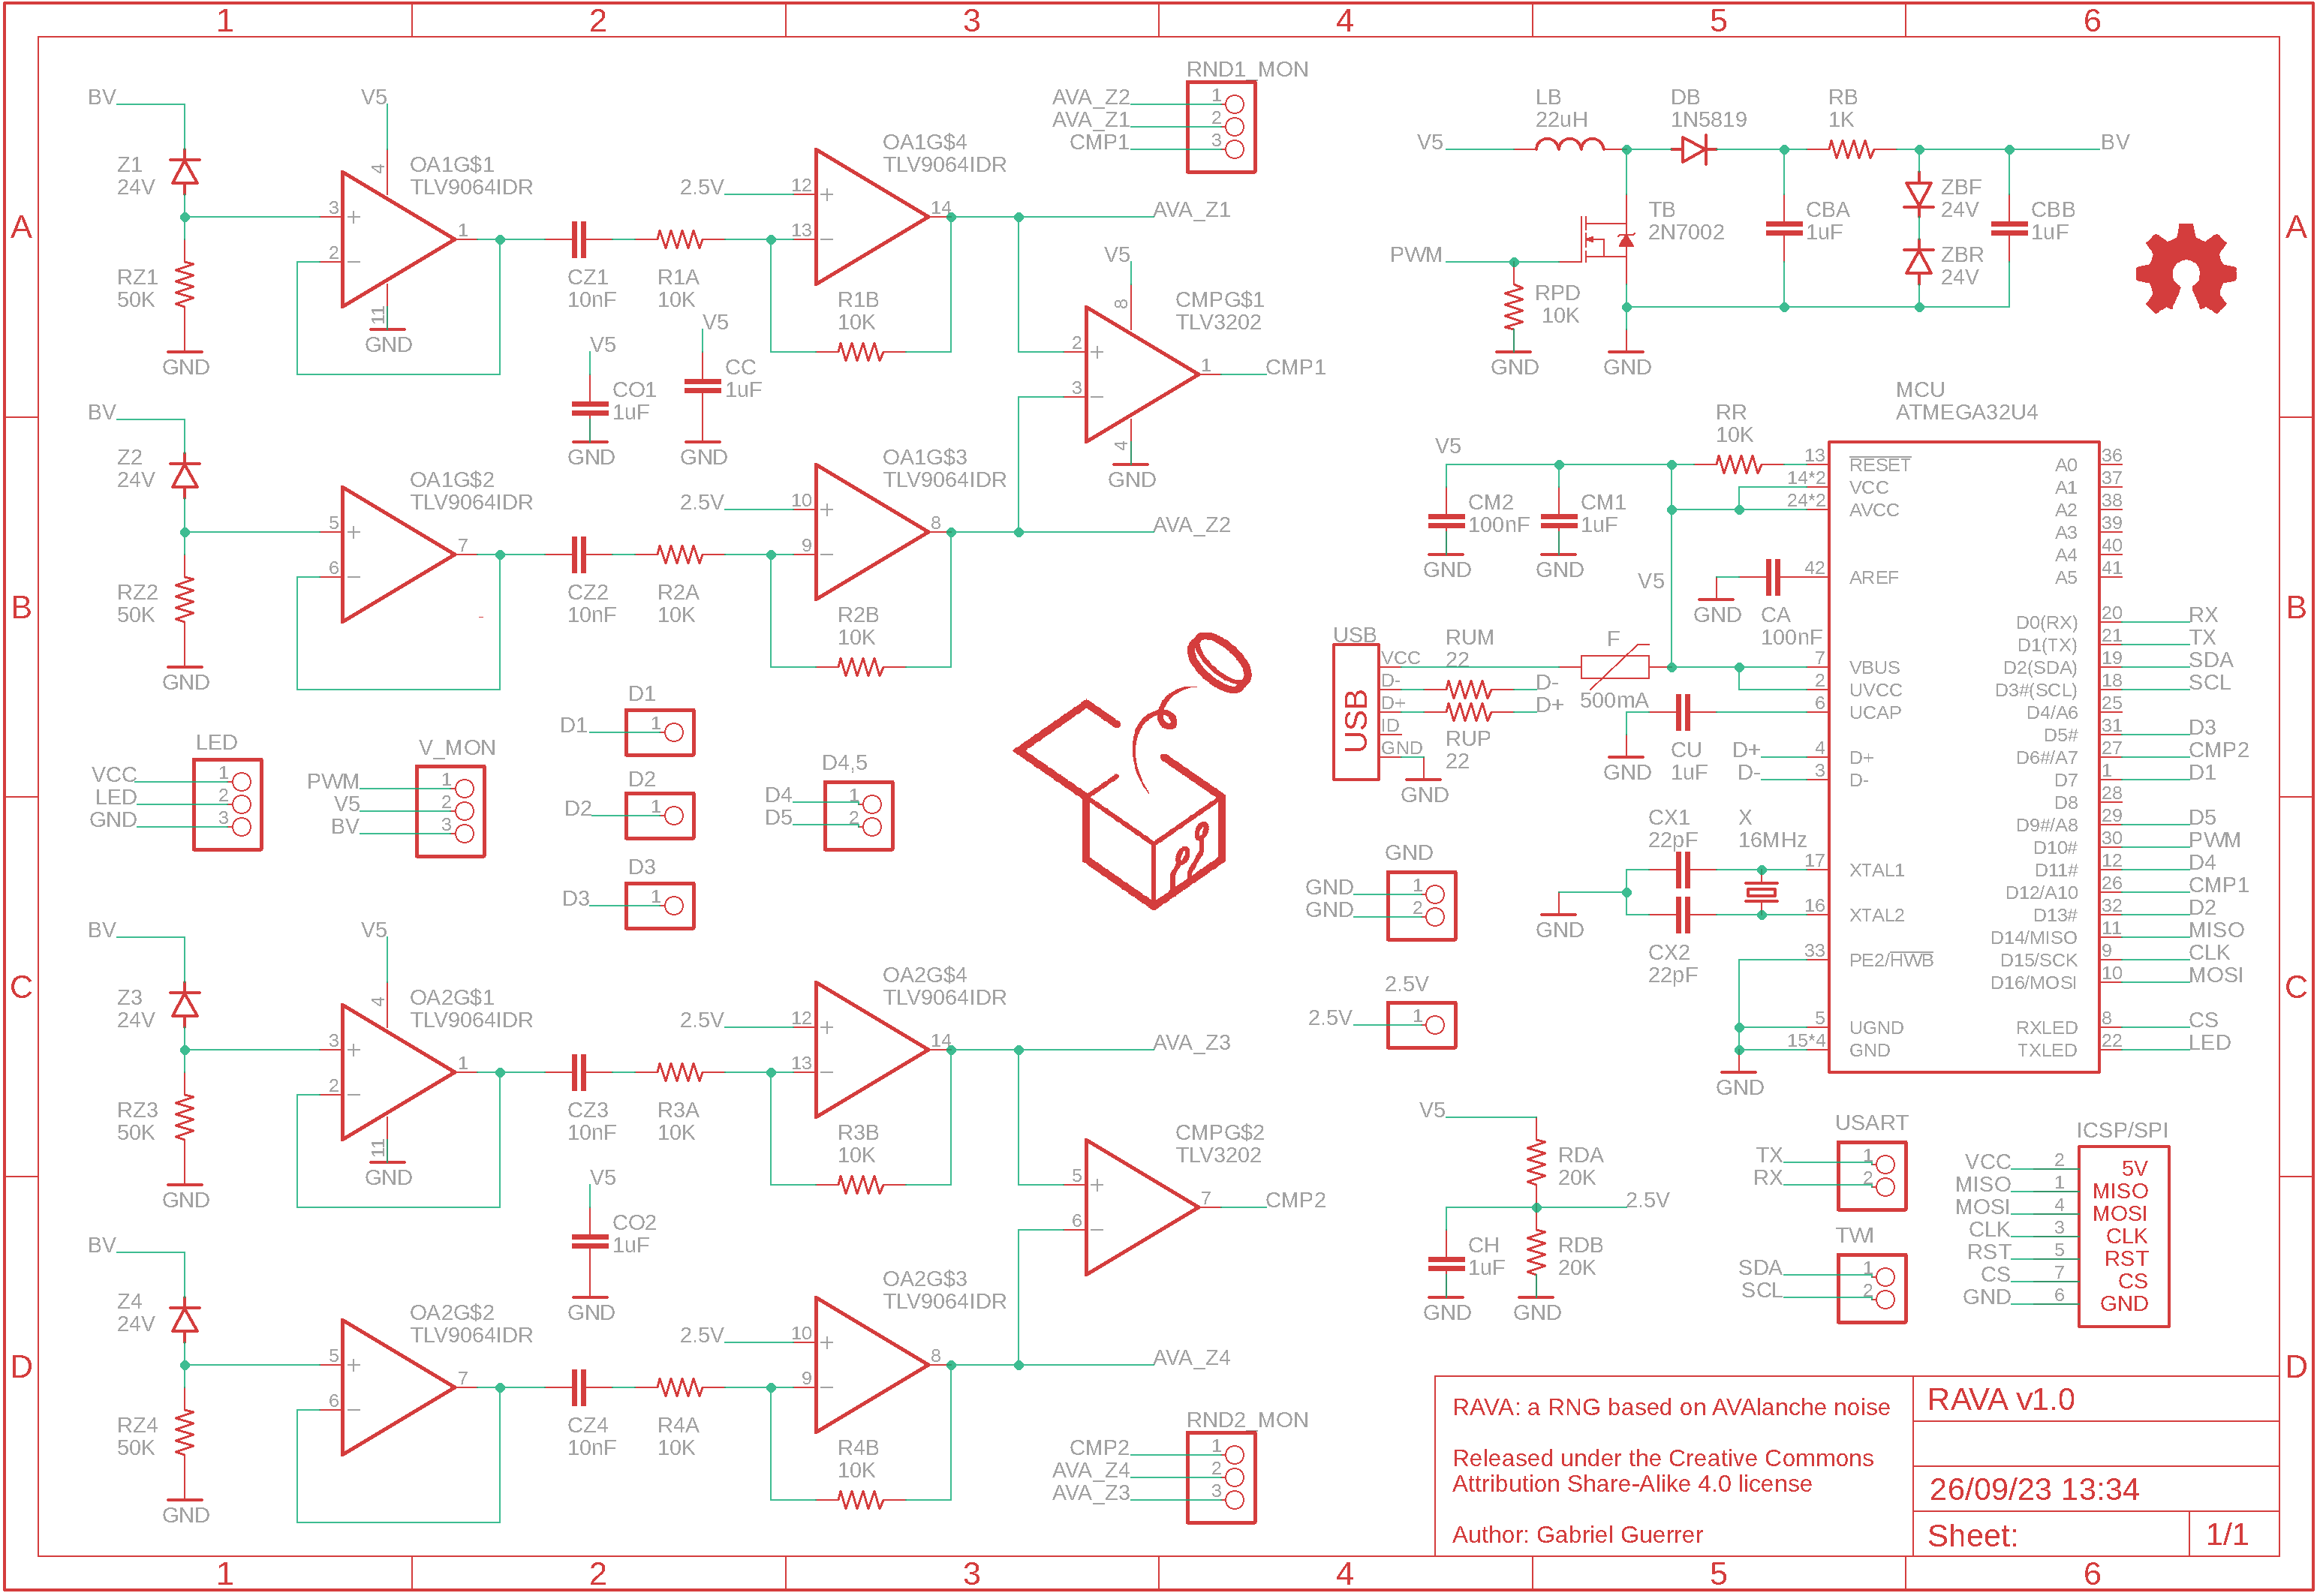 1 2 3 4 5 6
A
A
B
B
C
C
D
D
BV
Z1
24V
RZ1
50K
GND
V5
OA1G$1
TLV9064IDR
3
2
4
11
1
GND
CZ1
10nF
R1A
10K
2.5V
OA1G$4
TLV9064IDR
12
13
14
R1B
10K
AVA_Z1
V5
CO1
1uF
GND
V5
CC
1uF
GND
RND1_MON
AVA_Z2 1
AVA_Z1 2
CMP1 3
V5
CMPG$1
TLV3202
8
2
3
4
1
CMP1
GND
BV
Z2
24V
RZ2
50K
GND
OA1G$2
TLV9064IDR
5
6
7
CZ2
10nF
R2A
10K
2.5V
OA1G$3
TLV9064IDR
10
9
8
R2B
10K
AVA_Z2
V5
LB
22uH
DB
1N5819
RB
1K
BV
PWM
TB
2N7002
RPD
10K
GND
GND
CBA
1uF
ZBF
24V
ZBR
24V
CBB
1uF
MCU
ATMEGA32U4
RR
10K
V5
CM2
100nF
GND
CM1
1uF
GND
V5
GND
CA
100nF
13 RESET
14*2 VCC
24*2 AVCC
42 AREF
7 VBUS
2 UVCC
6 UCAP
D+ 4 D+
D- 3 D-
17 XTAL1
16 XTAL2
33 PE2/HWB
5 UGND
15*4 GND
GND
A0 36
A1 37
A2 38
A3 39
A4 40
A5 41
D0(RX) 20 RX
D1(TX) 21 TX
D2(SDA) 19 SDA
D3#(SCL) 18 SCL
D4/A6 25
D5# 31 D3
D6#/A7 27 CMP2
D7 1 D1
D8 28
D9#/A8 29 D5
D10# 30 PWM
D11# 12 D4
D12/A10 26 CMP1
D13# 32 D2
D14/MISO 11 MISO
D15/SCK 9 CLK
D16/MOSI 10 MOSI
RXLED 8 CS
TXLED 22 LED
USB
USB
VCC
D-
D+
ID
GND
GND
RUM
22
D-
D+
RUP
22
F
500mA
GND
CU
1uF
CX1
22pF
X
16MHz
GND
CX2
22pF
LED
VCC 1
LED 2
GND 3
V_MON
PWM 1
V5 2
BV 3
D1
D1 1
D2
D2 1
D3
D3 1
D4,5
D4 1
D5 2
GND
GND 1
GND 2
2.5V
2.5V 1
BV
Z3
24V
RZ3
50K
GND
V5
OA2G$1
TLV9064IDR
3
2
4
11
1
GND
CZ3
10nF
R3A
10K
2.5V
OA2G$4
TLV9064IDR
12
13
14
R3B
10K
AVA_Z3
V5
CO2
1uF
GND
CMPG$2
TLV3202
5
6
7
CMP2
BV
Z4
24V
RZ4
50K
GND
OA2G$2
TLV9064IDR
5
6
7
CZ4
10nF
R4A
10K
2.5V
OA2G$3
TLV9064IDR
10
9
8
R4B
10K
AVA_Z4
RND2_MON
CMP2 1
AVA_Z4 2
AVA_Z3 3
V5
RDA
20K
2.5V
CH
1uF
GND
RDB
20K
GND
USART
TX 1
RX 2
TWI
SDA 1
SCL 2
ICSP/SPI
VCC 2 5V
MISO 1 MISO
MOSI 4 MOSI
CLK 3 CLK
RST 5 RST
CS 7 CS
GND 6 GND
RAVA: a RNG based on AVAlanche noise
Released under the Creative Commons
Attribution Share-Alike 4.0 license
Author: Gabriel Guerrer
RAVA v1.0
26/09/23 13:34
Sheet: 1/1
1 2 3 4 5 6